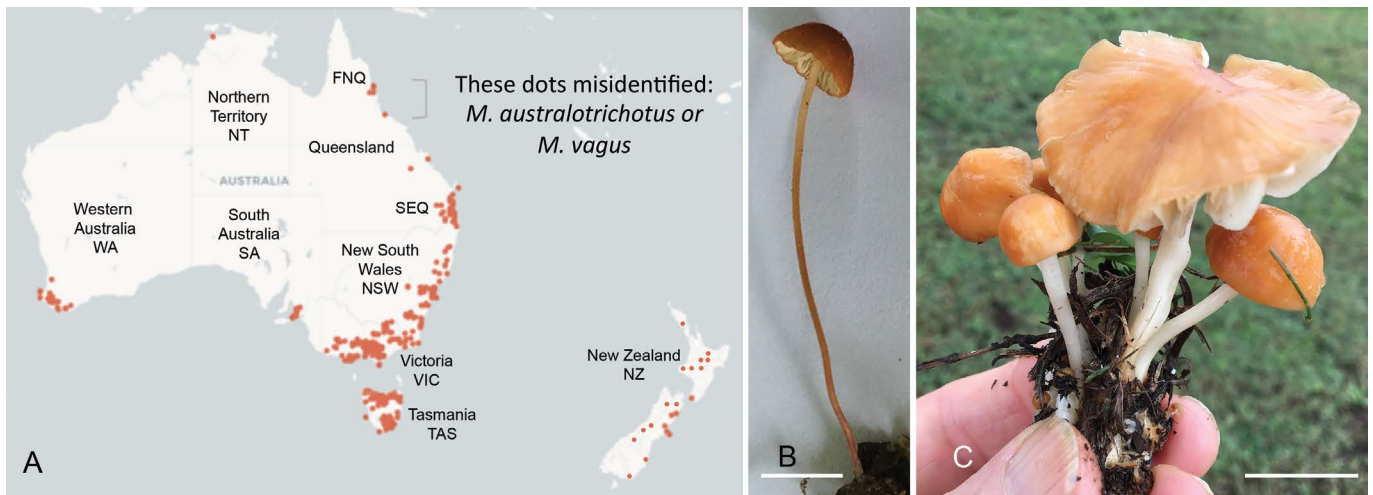 FNQ
These dots misidentified:
M. australotrichotus or
M. vagus
Northern
Territory
NT
Queensland
AUSTRALIA
Western
Australia
WA
South
Australia
SA
SEQ
New South
Wales
NSW
Victoria
VIC
New Zealand
NZ
Tasmania
TAS
A
B
C